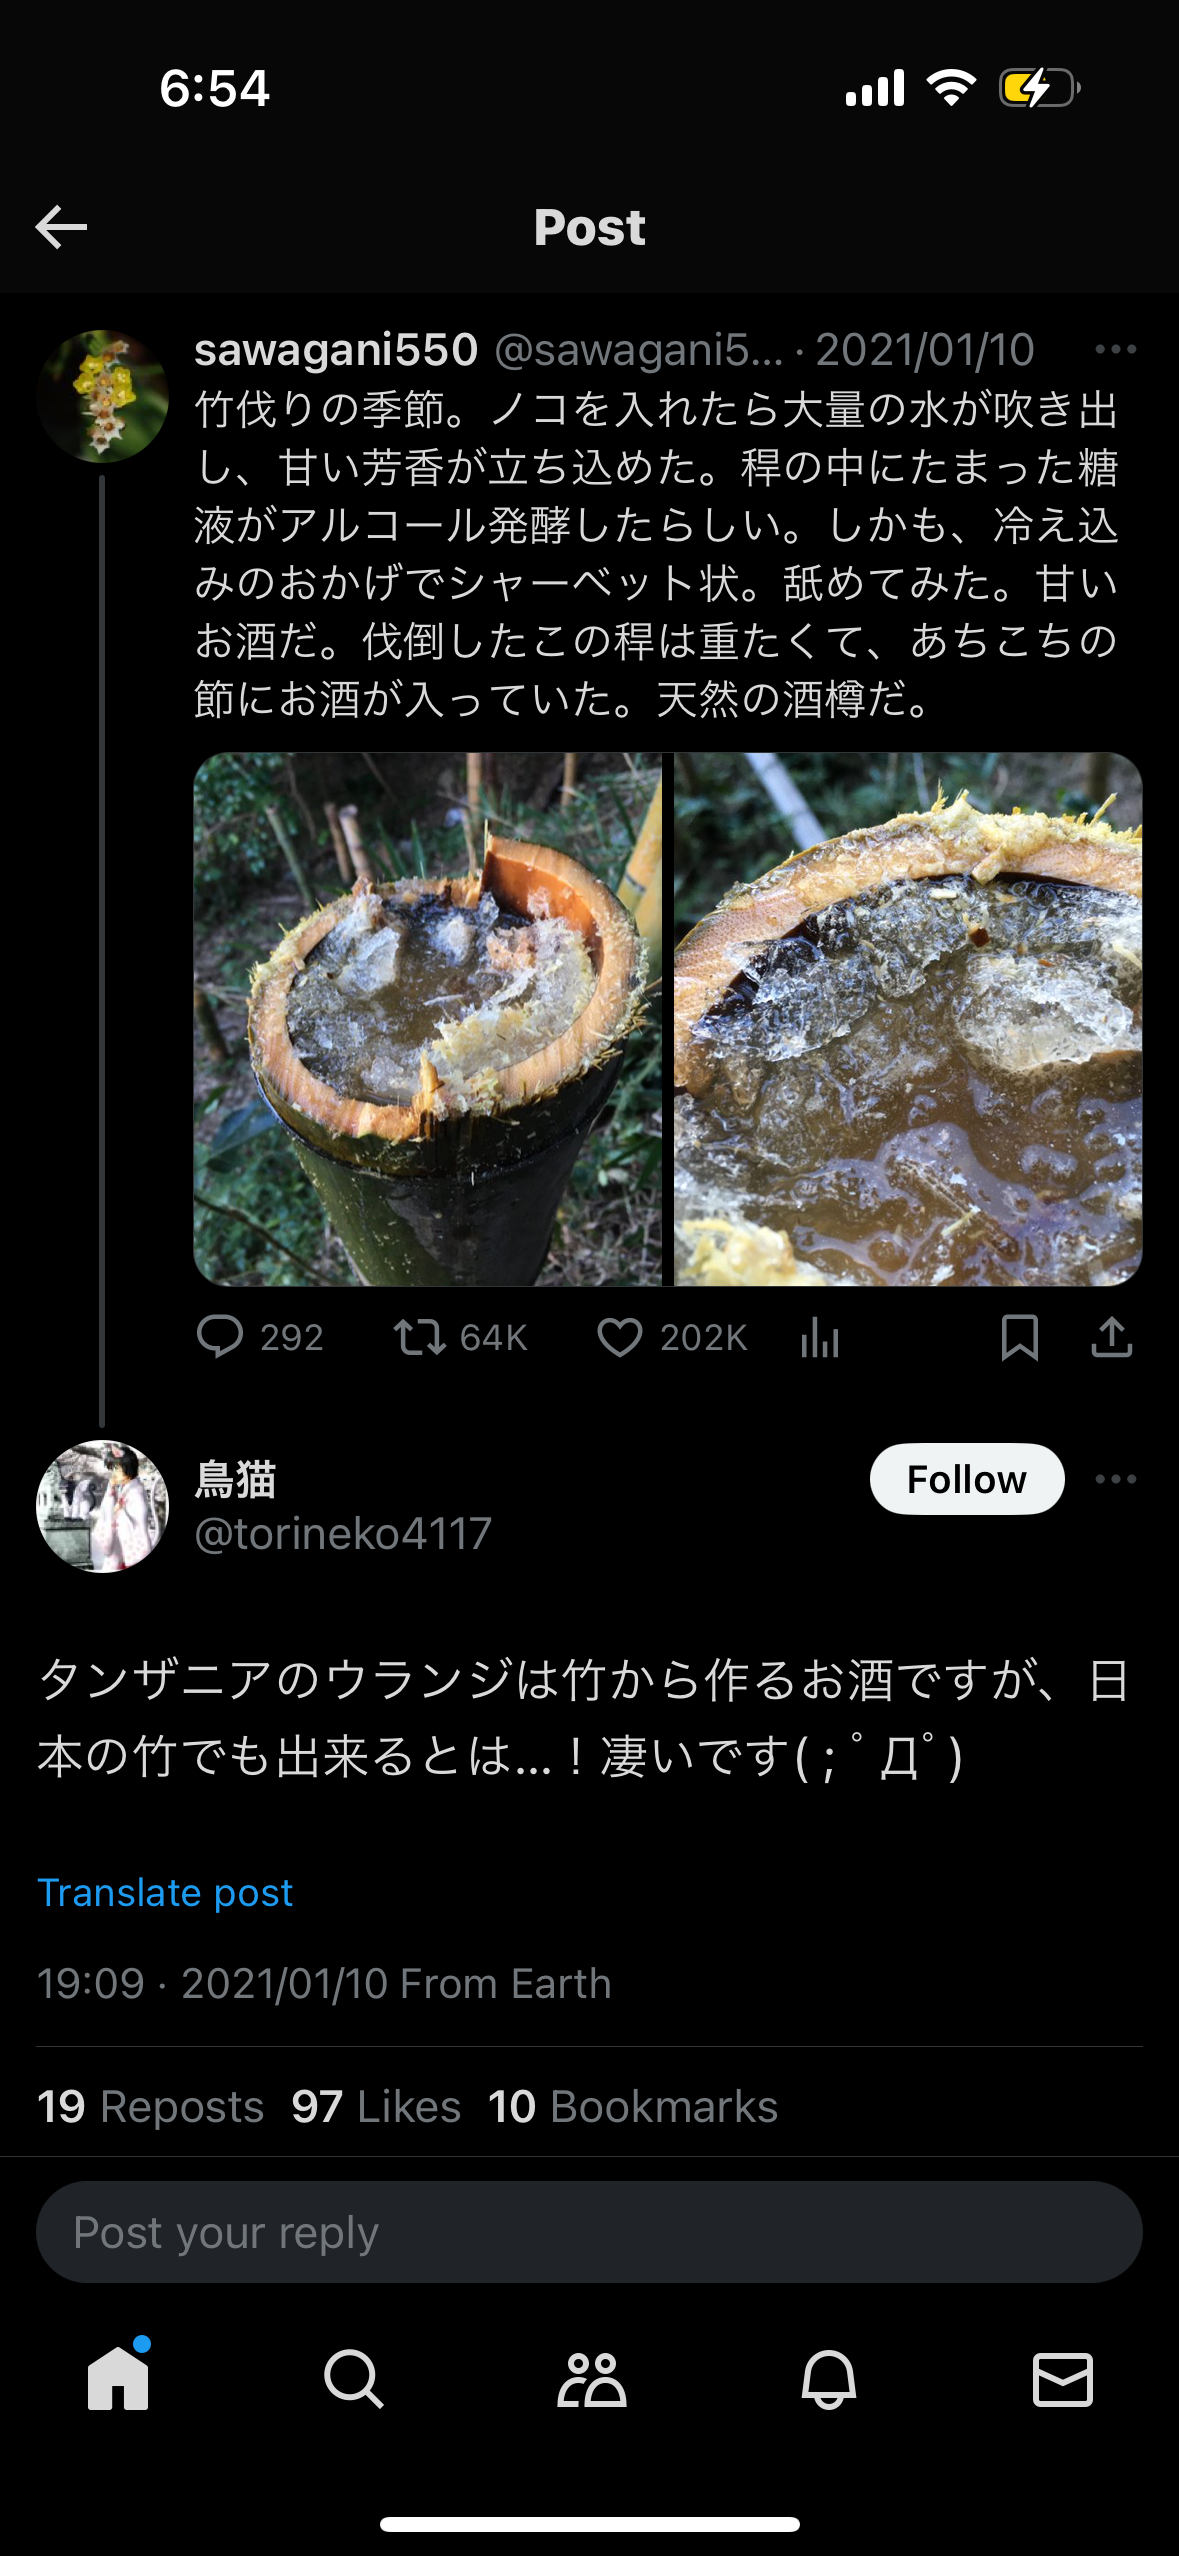 6:54
Post
sawagani550 @sawagani5... · 2021/01/10
竹伐りの季節。ノコを入れたら大量の水が吹き出
し、甘い芳香が立ち込めた。稈の中にたまった糖
液がアルコール発酵したらしい。しかも、冷え込
みのおかげでシャーベット状。舐めてみた。甘い
お酒だ。伐倒したこの稈は重たくて、あちこちの
節にお酒が入っていた。天然の酒樽だ。
292 64K 202K
鳥猫
Follow
@torineko4117
タンザニアのウランジは竹から作るお酒ですが、日
本の竹でも出来るとは...！凄いです( ; ゚Д゚)
Translate post
19:09 · 2021/01/10 From Earth
19 Reposts 97 Likes 10 Bookmarks
Post your reply